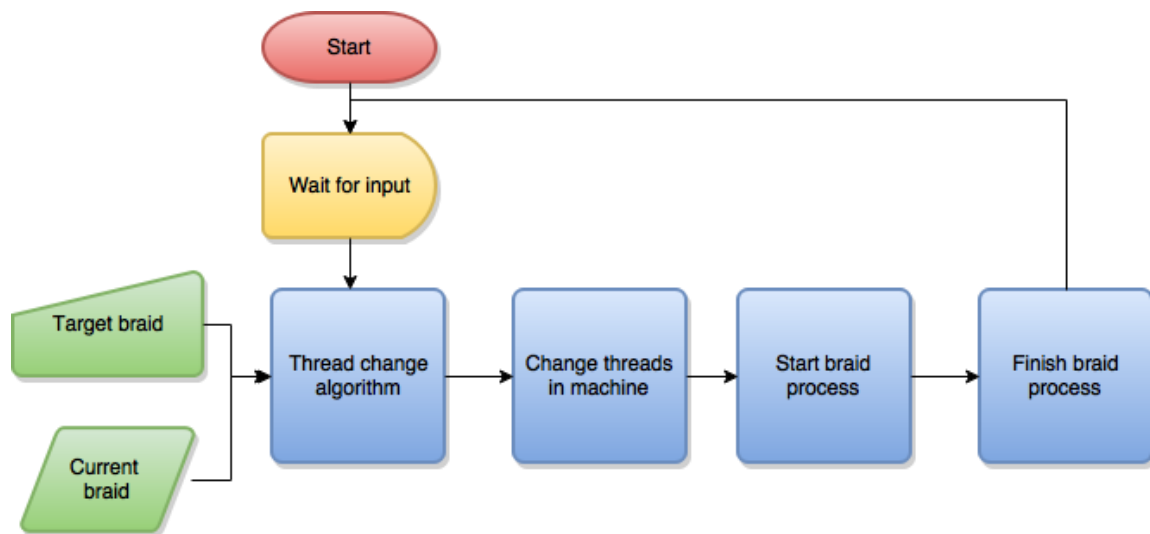 Start
Wait for input
Target braid
Thread change
algorithm
Change threads
in machine
Start braid
process
Finish braid
process
Current
braid